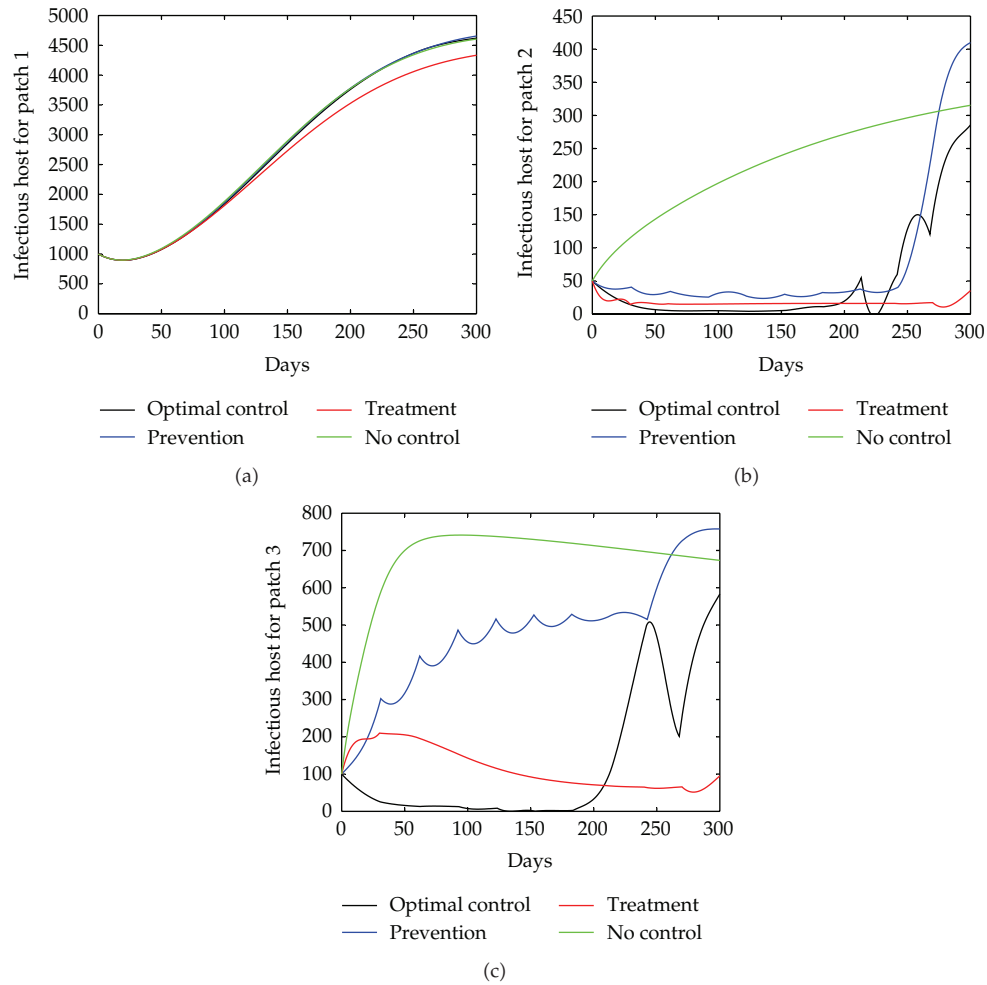 5000
4500
4000
3500
3000
2500
2000
1500
1000
500
0
Infectious host for patch 1
0 50 100 150 200 250 300
Days
Optimal control Treatment
Prevention No control
(a)
450
400
350
300
250
200
150
100
50
0
Infectious host for patch 2
0 50 100 150 200 250 300
Days
Optimal control Treatment
Prevention No control
(b)
800
700
600
500
400
300
200
100
0
Infectious host for patch 3
0 50 100 150 200 250 300
Days
Optimal control Treatment
Prevention No control
(c)